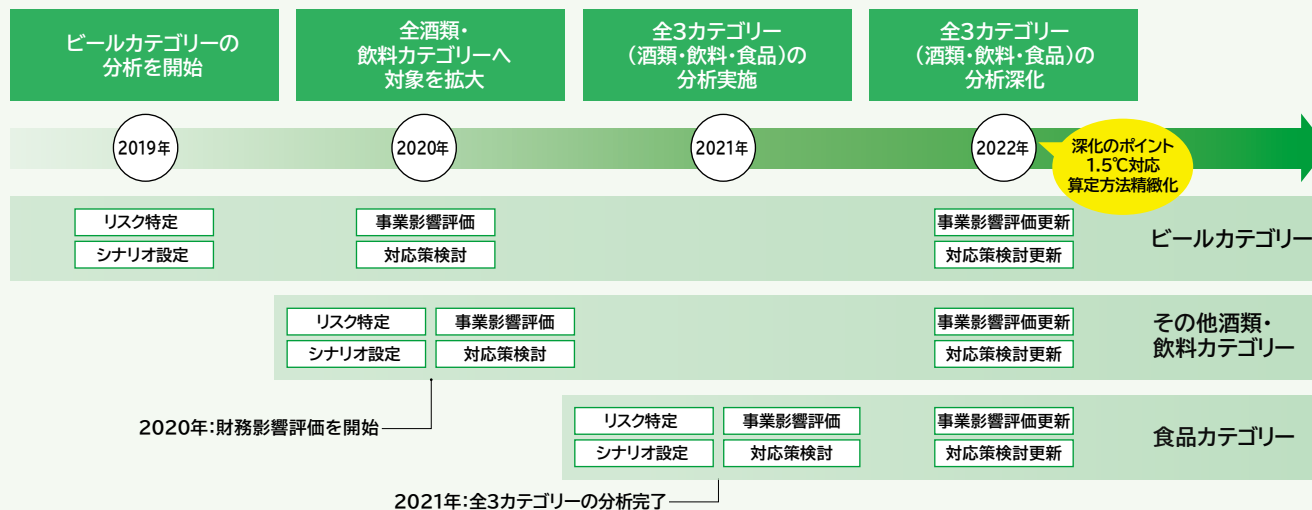 ビールカテゴリーの
分析を開始
全酒類・
飲料カテゴリーへ
対象を拡大
全3カテゴリー
（酒類・飲料・食品）の
分析実施
全3カテゴリー
（酒類・飲料・食品）の
分析深化
2019年
2020年
2021年
2022年
深化のポイント
1.5℃対応
算定方法精緻化
リスク特定
シナリオ設定
事業影響評価
対応策検討
事業影響評価更新
対応策検討更新
ビールカテゴリー
リスク特定
シナリオ設定
事業影響評価
対応策検討
事業影響評価更新
対応策検討更新
その他酒類・
飲料カテゴリー
2020年：財務影響評価を開始
リスク特定
シナリオ設定
事業影響評価
対応策検討
事業影響評価更新
対応策検討更新
食品カテゴリー
2021年：全3カテゴリーの分析完了